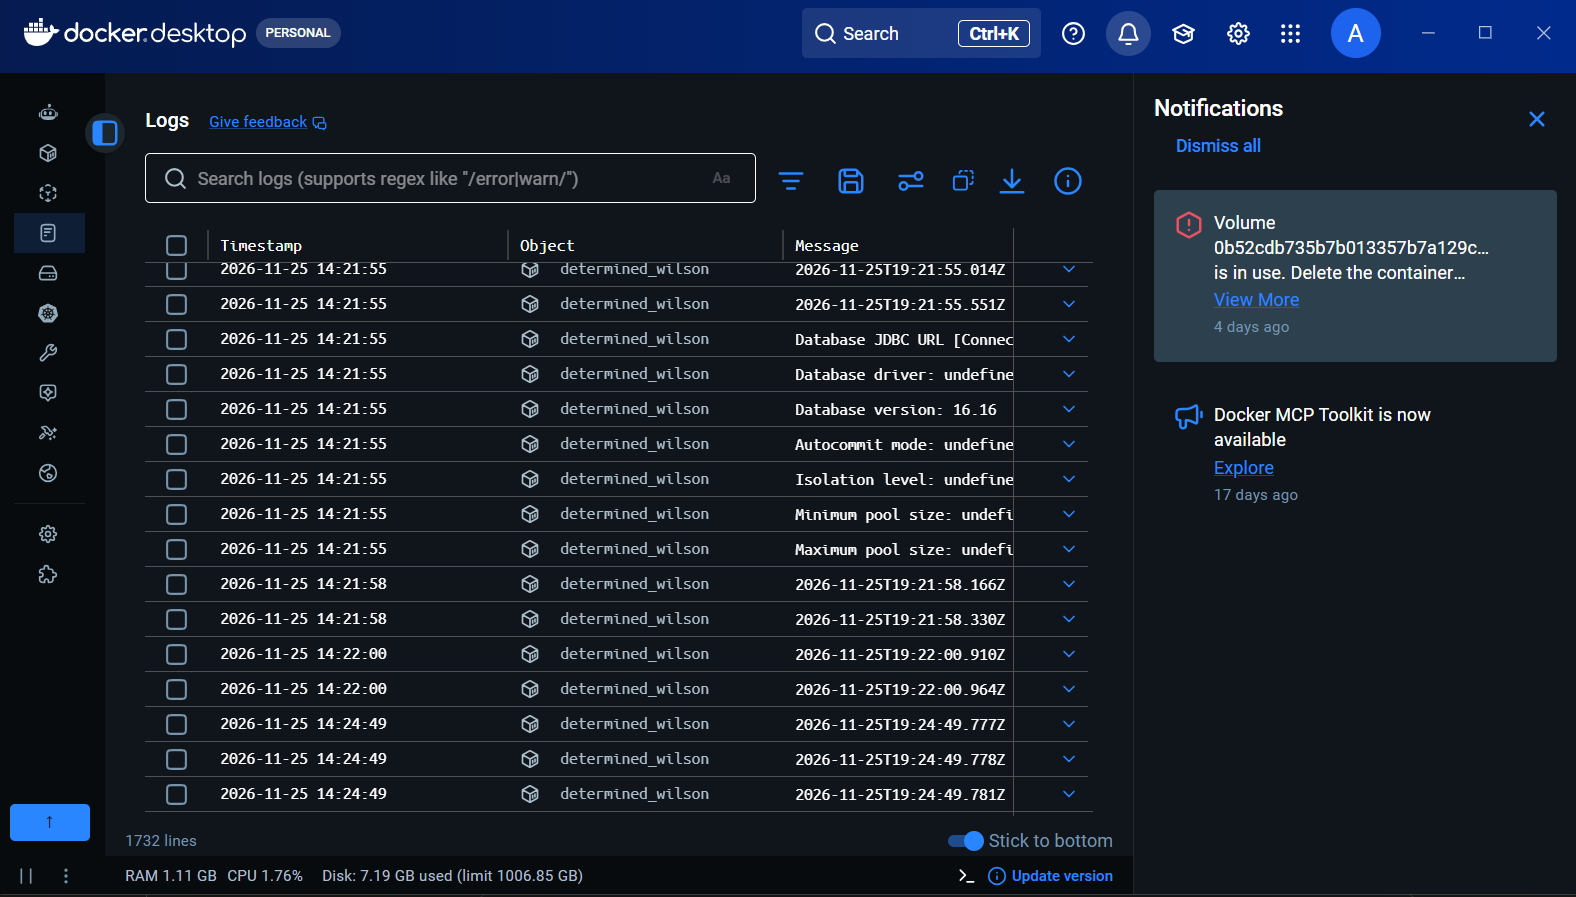 docker.desktop PERSONAL Search Ctrl+K A
Logs Give feedback
Search logs (supports regex like "/error|warn/") Aa
Timestamp Object Message
2026-11-25 14:21:55 determined_wilson 2026-11-25T19:21:55.014Z
2026-11-25 14:21:55 determined_wilson 2026-11-25T19:21:55.551Z
2026-11-25 14:21:55 determined_wilson Database JDBC URL [Connec
2026-11-25 14:21:55 determined_wilson Database driver: undefine
2026-11-25 14:21:55 determined_wilson Database version: 16.16
2026-11-25 14:21:55 determined_wilson Autocommit mode: undefine
2026-11-25 14:21:55 determined_wilson Isolation level: undefine
2026-11-25 14:21:55 determined_wilson Minimum pool size: undefi
2026-11-25 14:21:55 determined_wilson Maximum pool size: undefi
2026-11-25 14:21:58 determined_wilson 2026-11-25T19:21:58.166Z
2026-11-25 14:21:58 determined_wilson 2026-11-25T19:21:58.330Z
2026-11-25 14:22:00 determined_wilson 2026-11-25T19:22:00.910Z
2026-11-25 14:22:00 determined_wilson 2026-11-25T19:22:00.964Z
2026-11-25 14:24:49 determined_wilson 2026-11-25T19:24:49.777Z
2026-11-25 14:24:49 determined_wilson 2026-11-25T19:24:49.778Z
2026-11-25 14:24:49 determined_wilson 2026-11-25T19:24:49.781Z
1732 lines Stick to bottom
RAM 1.11 GB CPU 1.76% Disk: 7.19 GB used (limit 1006.85 GB) Update version
Notifications
Dismiss all
Volume
0b52cdb735b7b013357b7a129c...
is in use. Delete the container...
View More
4 days ago
Docker MCP Toolkit is now
available
Explore
17 days ago